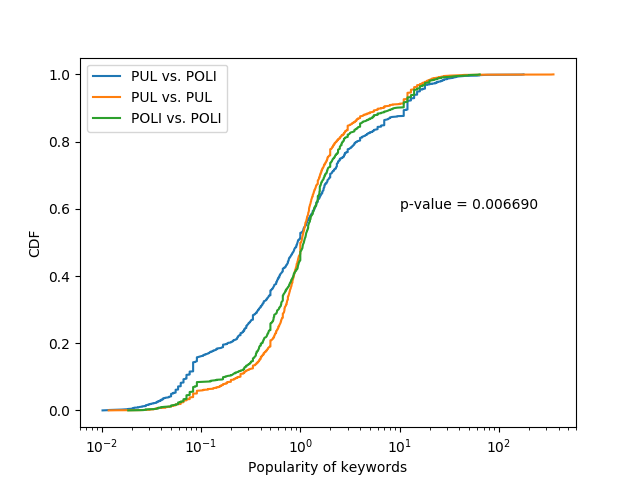 PUL vs. POLI
PUL vs. PUL
POLI vs. POLI
1.0
0.8
0.6
0.4
0.2
0.0
CDF
p-value = 0.006690
10⁻² 10⁻¹ 10⁰ 10¹ 10²
Popularity of keywords